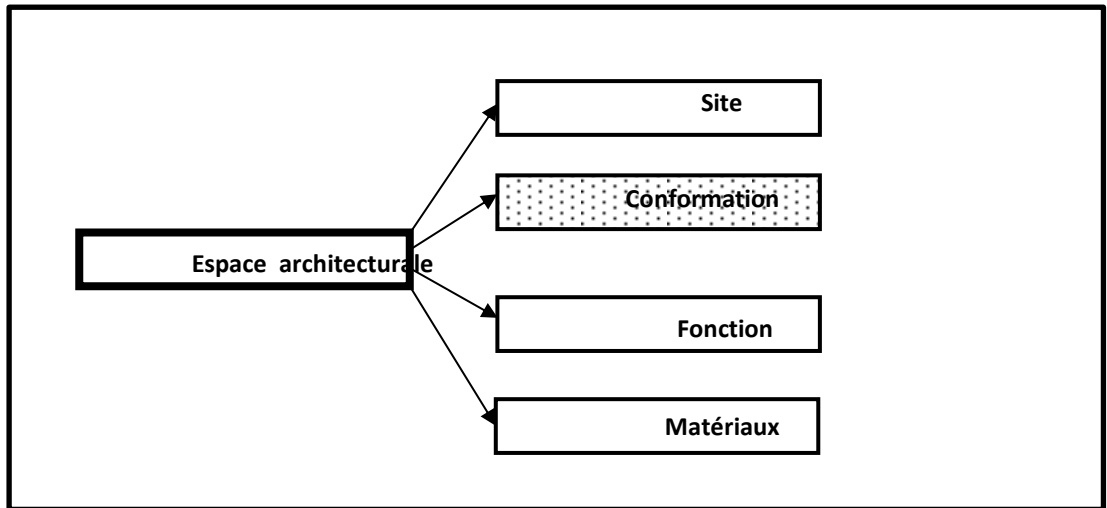 Site
Conformation
Espace architecturale
Fonction
Matériaux